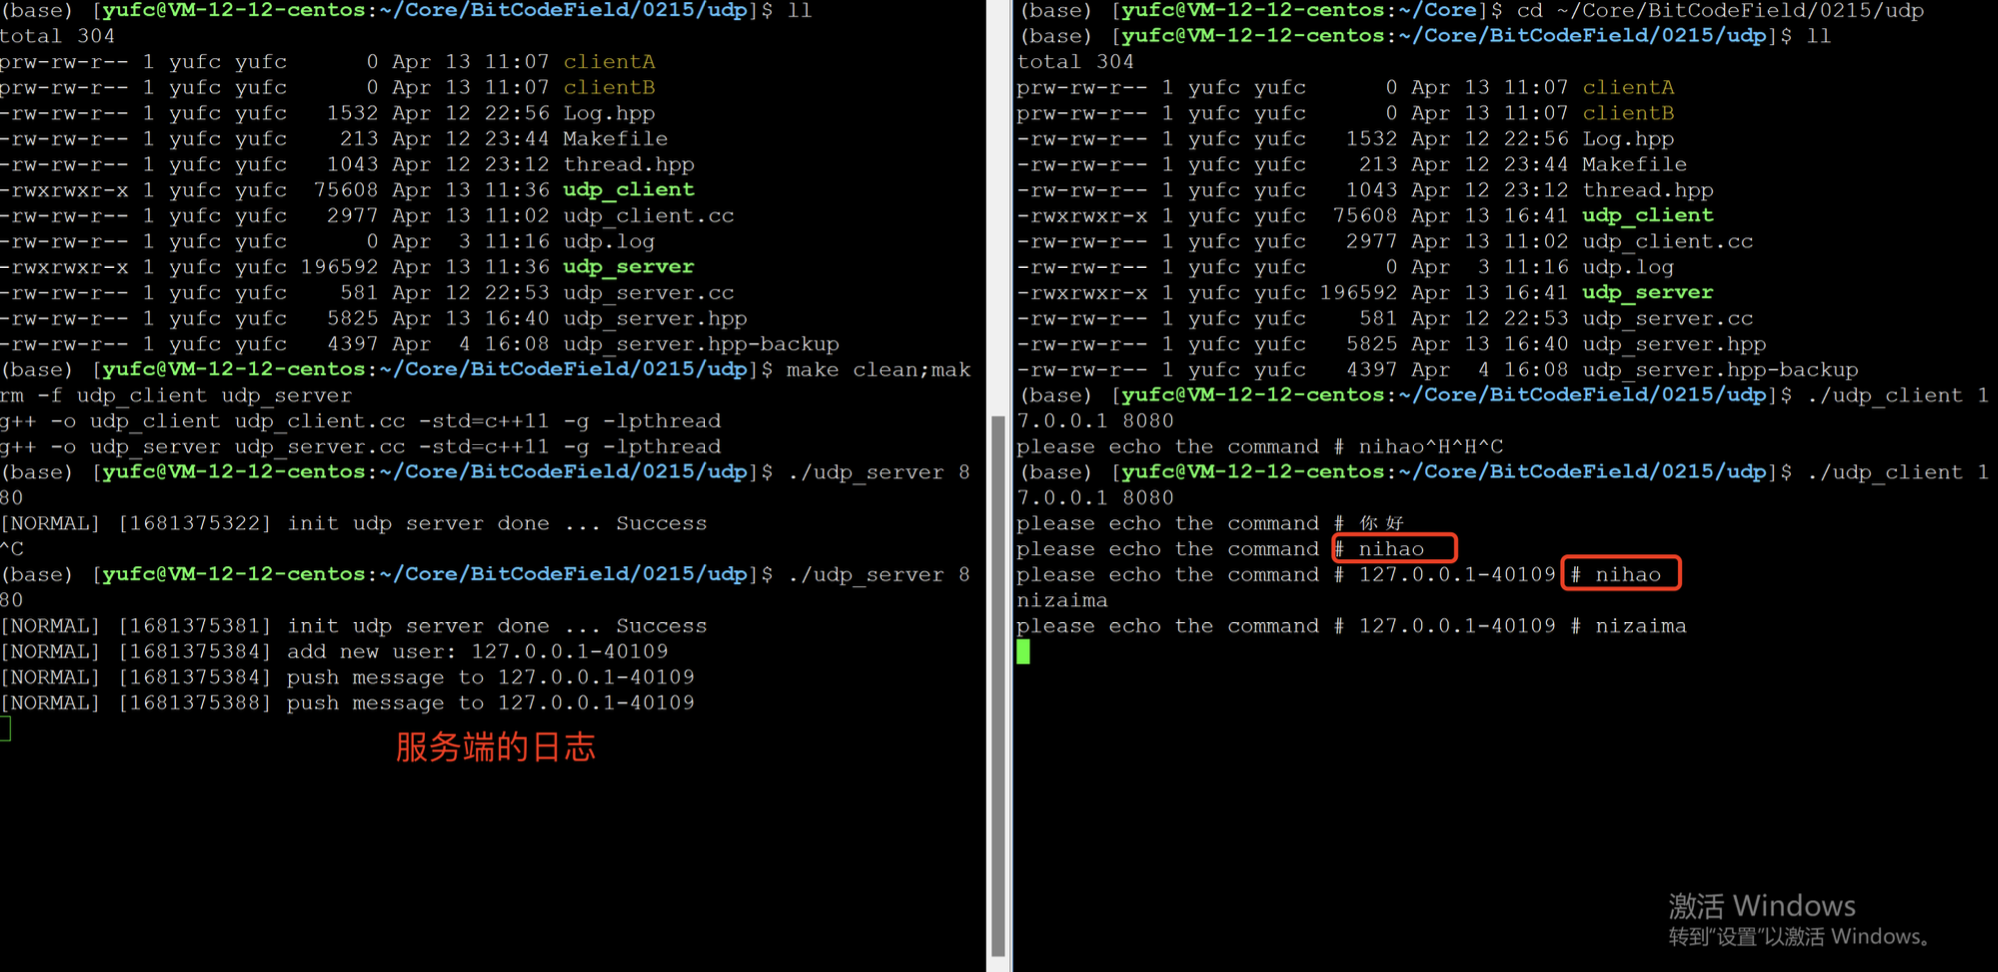 (base) [yufc@VM-12-12-centos:~/Core/BitCodeField/0215/udp]$ ll
total 304
prw-rw-r-- 1 yufc yufc      0 Apr 13 11:07 clientA
prw-rw-r-- 1 yufc yufc      0 Apr 13 11:07 clientB
-rw-rw-r-- 1 yufc yufc   1532 Apr 12 22:56 Log.hpp
-rw-rw-r-- 1 yufc yufc    213 Apr 12 23:44 Makefile
-rw-rw-r-- 1 yufc yufc   1043 Apr 12 23:12 thread.hpp
-rwxrwxr-x 1 yufc yufc  75608 Apr 13 11:36 udp_client
-rw-rw-r-- 1 yufc yufc   2977 Apr 13 11:02 udp_client.cc
-rw-rw-r-- 1 yufc yufc      0 Apr  3 11:16 udp.log
-rwxrwxr-x 1 yufc yufc 196592 Apr 13 11:36 udp_server
-rw-rw-r-- 1 yufc yufc    581 Apr 12 22:53 udp_server.cc
-rw-rw-r-- 1 yufc yufc   5825 Apr 13 16:40 udp_server.hpp
-rw-rw-r-- 1 yufc yufc   4397 Apr  4 16:08 udp_server.hpp-backup
(base) [yufc@VM-12-12-centos:~/Core/BitCodeField/0215/udp]$ make clean;mak
rm -f udp_client udp_server
g++ -o udp_client udp_client.cc -std=c++11 -g -lpthread
g++ -o udp_server udp_server.cc -std=c++11 -g -lpthread
(base) [yufc@VM-12-12-centos:~/Core/BitCodeField/0215/udp]$ ./udp_server 8
80
[NORMAL] [1681375322] init udp server done ... Success
^C
(base) [yufc@VM-12-12-centos:~/Core/BitCodeField/0215/udp]$ ./udp_server 8
80
[NORMAL] [1681375381] init udp server done ... Success
[NORMAL] [1681375384] add new user: 127.0.0.1-40109
[NORMAL] [1681375384] push message to 127.0.0.1-40109
[NORMAL] [1681375388] push message to 127.0.0.1-40109
服务端的日志
(base) [yufc@VM-12-12-centos:~/Core]$ cd ~/Core/BitCodeField/0215/udp
(base) [yufc@VM-12-12-centos:~/Core/BitCodeField/0215/udp]$ ll
total 304
prw-rw-r-- 1 yufc yufc      0 Apr 13 11:07 clientA
prw-rw-r-- 1 yufc yufc      0 Apr 13 11:07 clientB
-rw-rw-r-- 1 yufc yufc   1532 Apr 12 22:56 Log.hpp
-rw-rw-r-- 1 yufc yufc    213 Apr 12 23:44 Makefile
-rw-rw-r-- 1 yufc yufc   1043 Apr 12 23:12 thread.hpp
-rwxrwxr-x 1 yufc yufc  75608 Apr 13 16:41 udp_client
-rw-rw-r-- 1 yufc yufc   2977 Apr 13 11:02 udp_client.cc
-rw-rw-r-- 1 yufc yufc      0 Apr  3 11:16 udp.log
-rwxrwxr-x 1 yufc yufc 196592 Apr 13 16:41 udp_server
-rw-rw-r-- 1 yufc yufc    581 Apr 12 22:53 udp_server.cc
-rw-rw-r-- 1 yufc yufc   5825 Apr 13 16:40 udp_server.hpp
-rw-rw-r-- 1 yufc yufc   4397 Apr  4 16:08 udp_server.hpp-backup
(base) [yufc@VM-12-12-centos:~/Core/BitCodeField/0215/udp]$ ./udp_client 1
7.0.0.1 8080
please echo the command # nihao^H^H^C
(base) [yufc@VM-12-12-centos:~/Core/BitCodeField/0215/udp]$ ./udp_client 1
7.0.0.1 8080
please echo the command # 你好
please echo the command # nihao
please echo the command # 127.0.0.1-40109 # nihao
nizaima
please echo the command # 127.0.0.1-40109 # nizaima
激活 Windows
转到"设置"以激活 Windows。